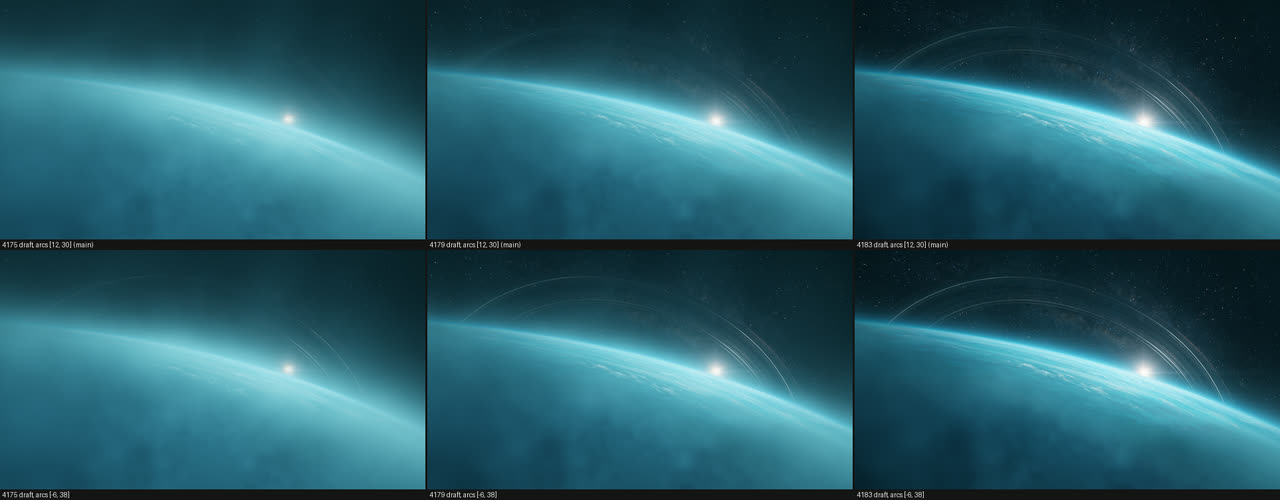 4175 draft, arcs [12, 30] (main)
4179 draft, arcs [12, 30] (main)
4183 draft, arcs [12, 30] (main)
4175 draft, arcs [-6, 38]
4179 draft, arcs [-6, 38]
4183 draft, arcs [-6, 38]